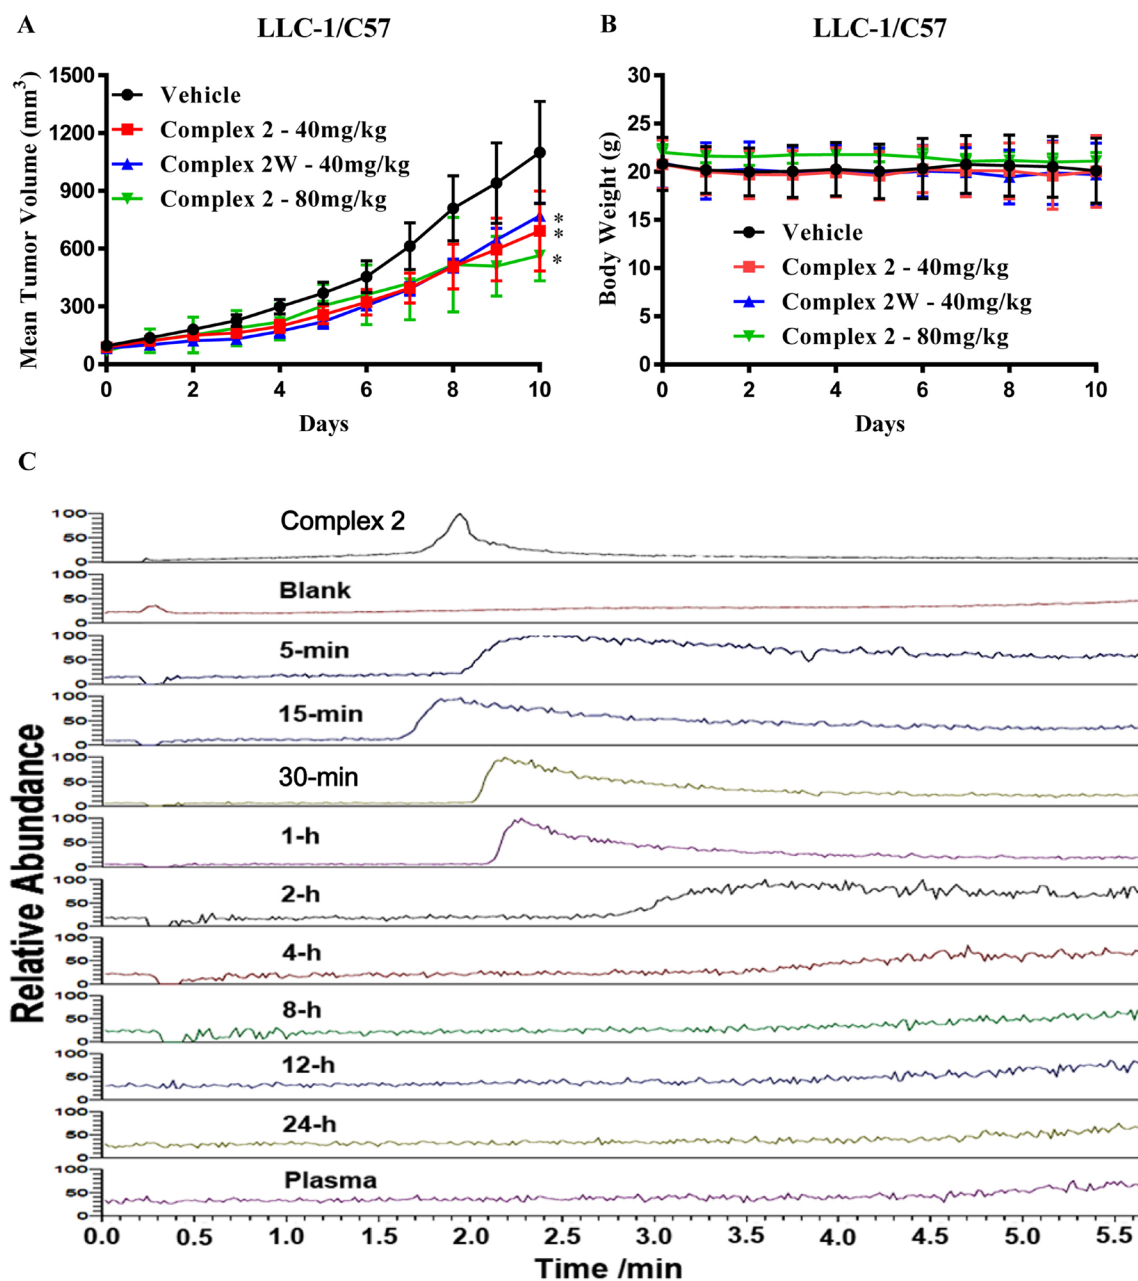 A
LLC-1/C57
Mean Tumor Volume (mm³)
1500
1200
900
600
300
0
Vehicle
Complex 2 - 40mg/kg
Complex 2W - 40mg/kg
Complex 2 - 80mg/kg
*
*
*
0 2 4 6 8 10
Days
B
LLC-1/C57
Body Weight (g)
30
25
20
15
10
5
0
Vehicle
Complex 2 - 40mg/kg
Complex 2W - 40mg/kg
Complex 2 - 80mg/kg
0 2 4 6 8 10
Days
C
Relative Abundance
100
50
0
Complex 2
100
50
0
Blank
100
50
0
5-min
100
50
0
15-min
100
50
0
30-min
100
50
0
1-h
100
50
0
2-h
100
50
0
4-h
100
50
0
8-h
100
50
0
12-h
100
50
0
24-h
100
50
0
Plasma
0.0 0.5 1.0 1.5 2.0 2.5 3.0 3.5 4.0 4.5 5.0 5.5
Time /min